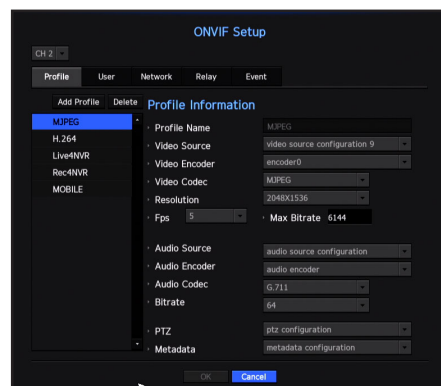 ONVIF Setup
CH 2
Profile User Network Relay Event
Add Profile Delete Profile Information
MJPEG
H.264
Live4NVR
Rec4NVR
MOBILE
Profile Name MJPEG
Video Source video source configuration 9
Video Encoder encoder0
Video Codec MJPEG
Resolution 2048X1536
Fps 5 Max Bitrate 6144
Audio Source audio source configuration
Audio Encoder audio encoder
Audio Codec G.711
Bitrate 64
PTZ ptz configuration
Metadata metadata configuration
OK Cancel